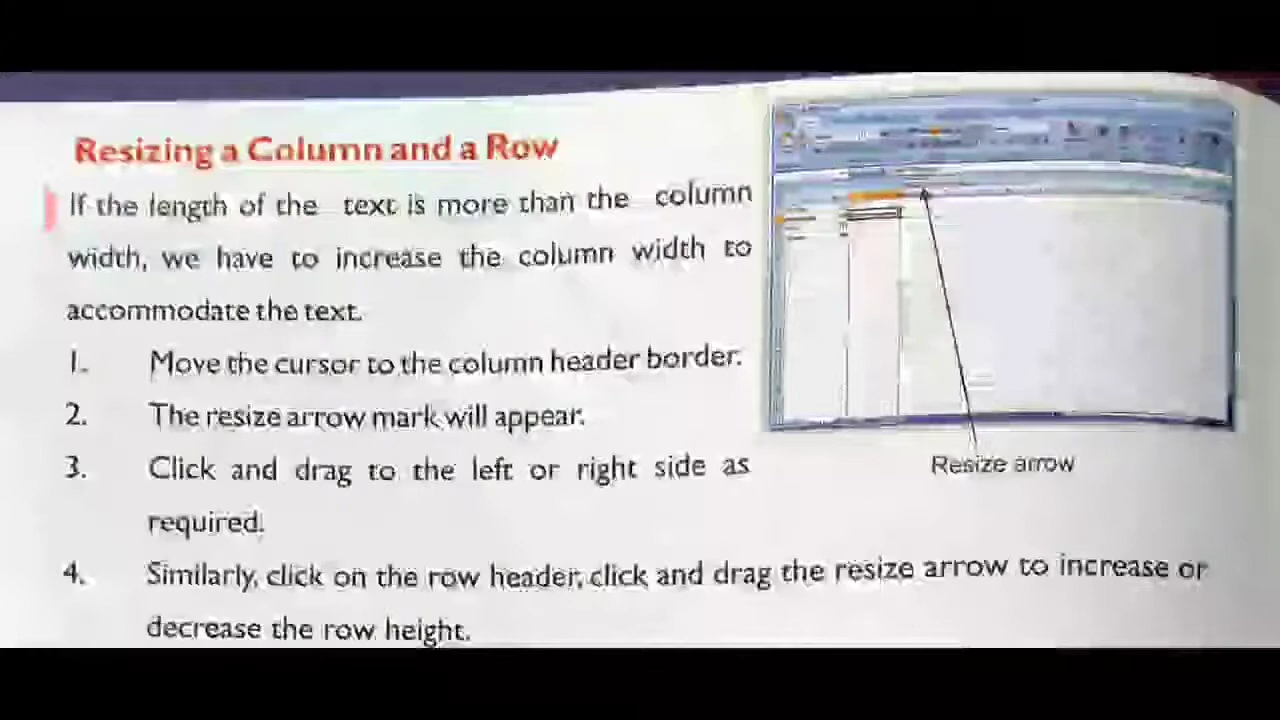 Resizing a Column and a Row
If the length of the text is more than the column
width, we have to increase the column width to
accommodate the text.
1. Move the cursor to the column header border.
2. The resize arrow mark will appear.
3. Click and drag to the left or right side as
required.
Resize arrow
4. Similarly, click on the row header, click and drag the resize arrow to increase or
decrease the row height.